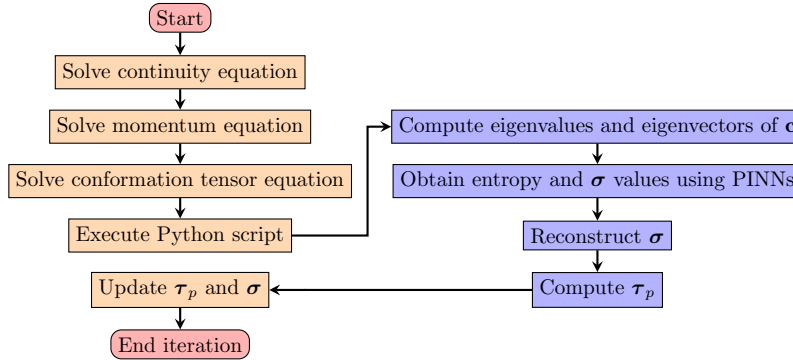 Start
Solve continuity equation
Solve momentum equation
Solve conformation tensor equation
Execute Python script
Compute eigenvalues and eigenvectors of 𝐜
Obtain entropy and 𝝈 values using PINNs
Reconstruct 𝝈
Compute 𝝉ₚ
Update 𝝉ₚ and 𝝈
End iteration